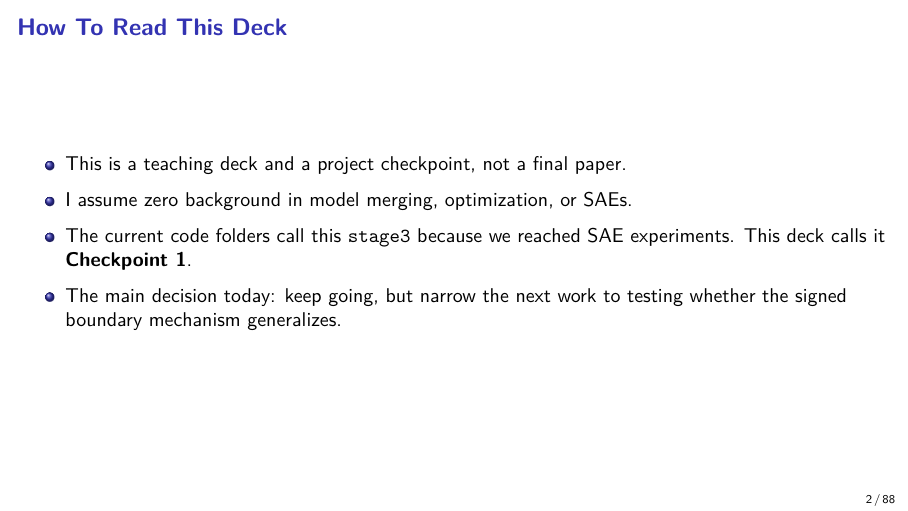 How To Read This Deck
This is a teaching deck and a project checkpoint, not a final paper.
I assume zero background in model merging, optimization, or SAEs.
The current code folders call this stage3 because we reached SAE experiments. This deck calls it
Checkpoint 1.
The main decision today: keep going, but narrow the next work to testing whether the signed
boundary mechanism generalizes.
2 / 88